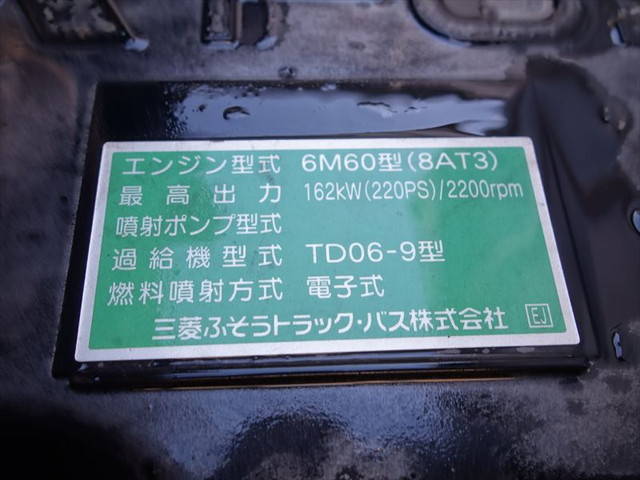 エンジン型式 6M60型(8AT3)
最高出力 162kW(220PS)/2200rpm
噴射ポンプ型式
過給機型式 TD06-9型
燃料噴射方式 電子式
三菱ふそうトラック・バス株式会社 EJ